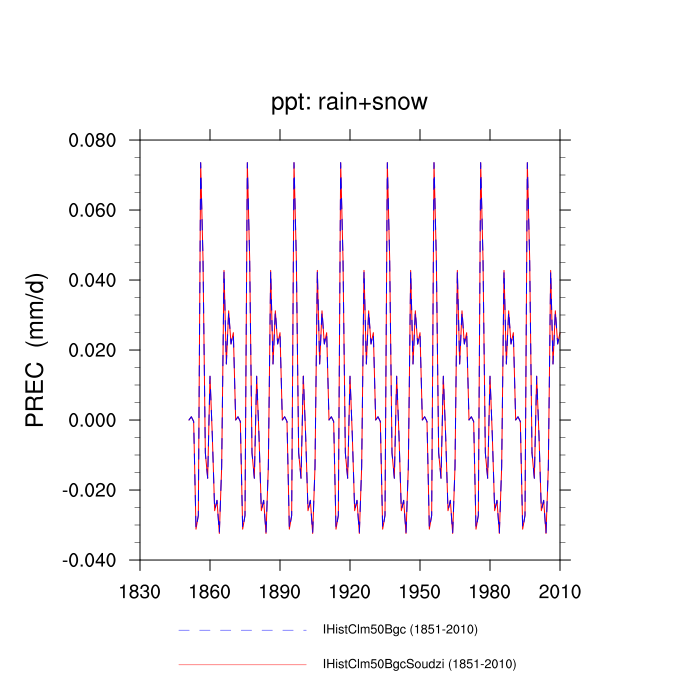 ppt: rain+snow
0.080
0.060
0.040
0.020
0.000
-0.020
-0.040
PREC (mm/d)
1830 1860 1890 1920 1950 1980 2010
IHistClm50Bgc (1851-2010)
IHistClm50BgcSoudzi (1851-2010)